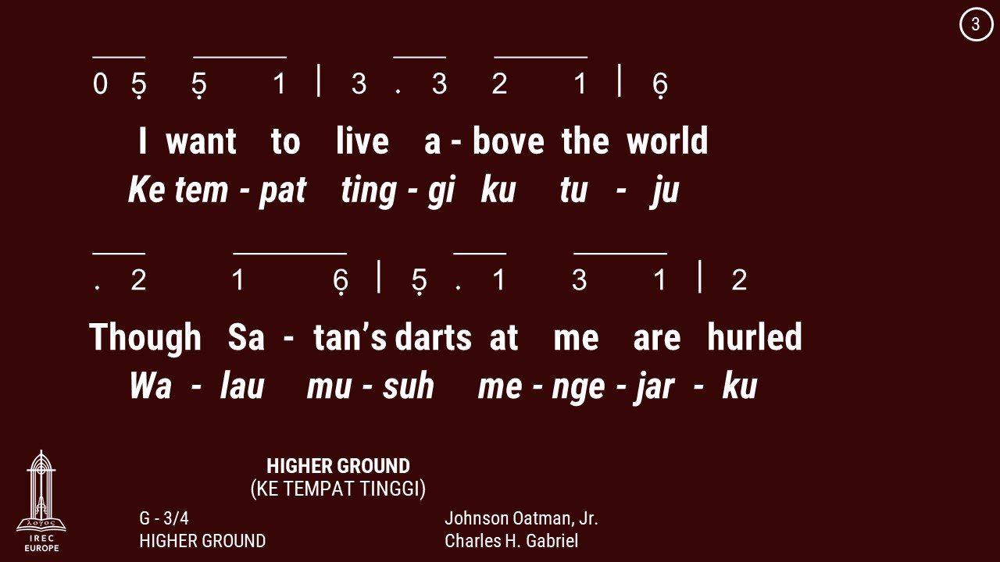 3
0 5̣ 5̣ 1 | 3 . 3 2 1 | 6̣
I want to live a - bove the world
Ke tem - pat ting - gi ku tu - ju
. 2 1 6̣ | 5̣ . 1 3 1 | 2
Though Sa - tan’s darts at me are hurled
Wa - lau mu - suh me - nge - jar - ku
HIGHER GROUND
(KE TEMPAT TINGGI)
G - 3/4
HIGHER GROUND
Johnson Oatman, Jr.
Charles H. Gabriel
λογος
IREC
EUROPE